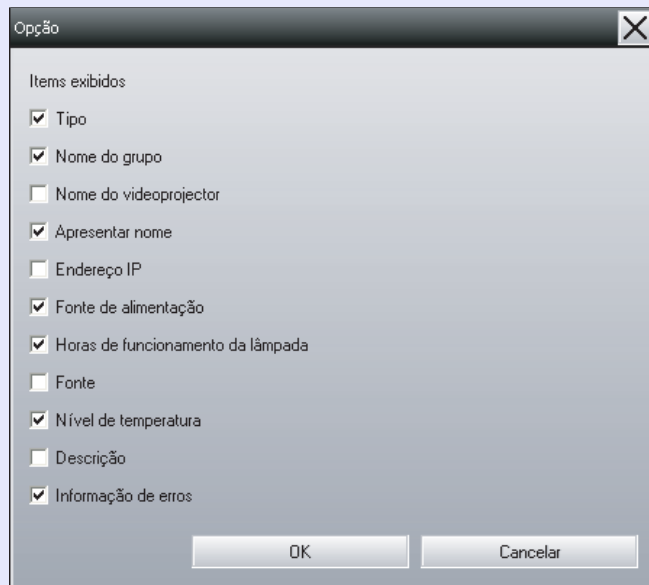 Opção
Items exibidos
Tipo
Nome do grupo
Nome do videoprojector
Apresentar nome
Endereço IP
Fonte de alimentação
Horas de funcionamento da lâmpada
Fonte
Nível de temperatura
Descrição
Informação de erros
OK
Cancelar